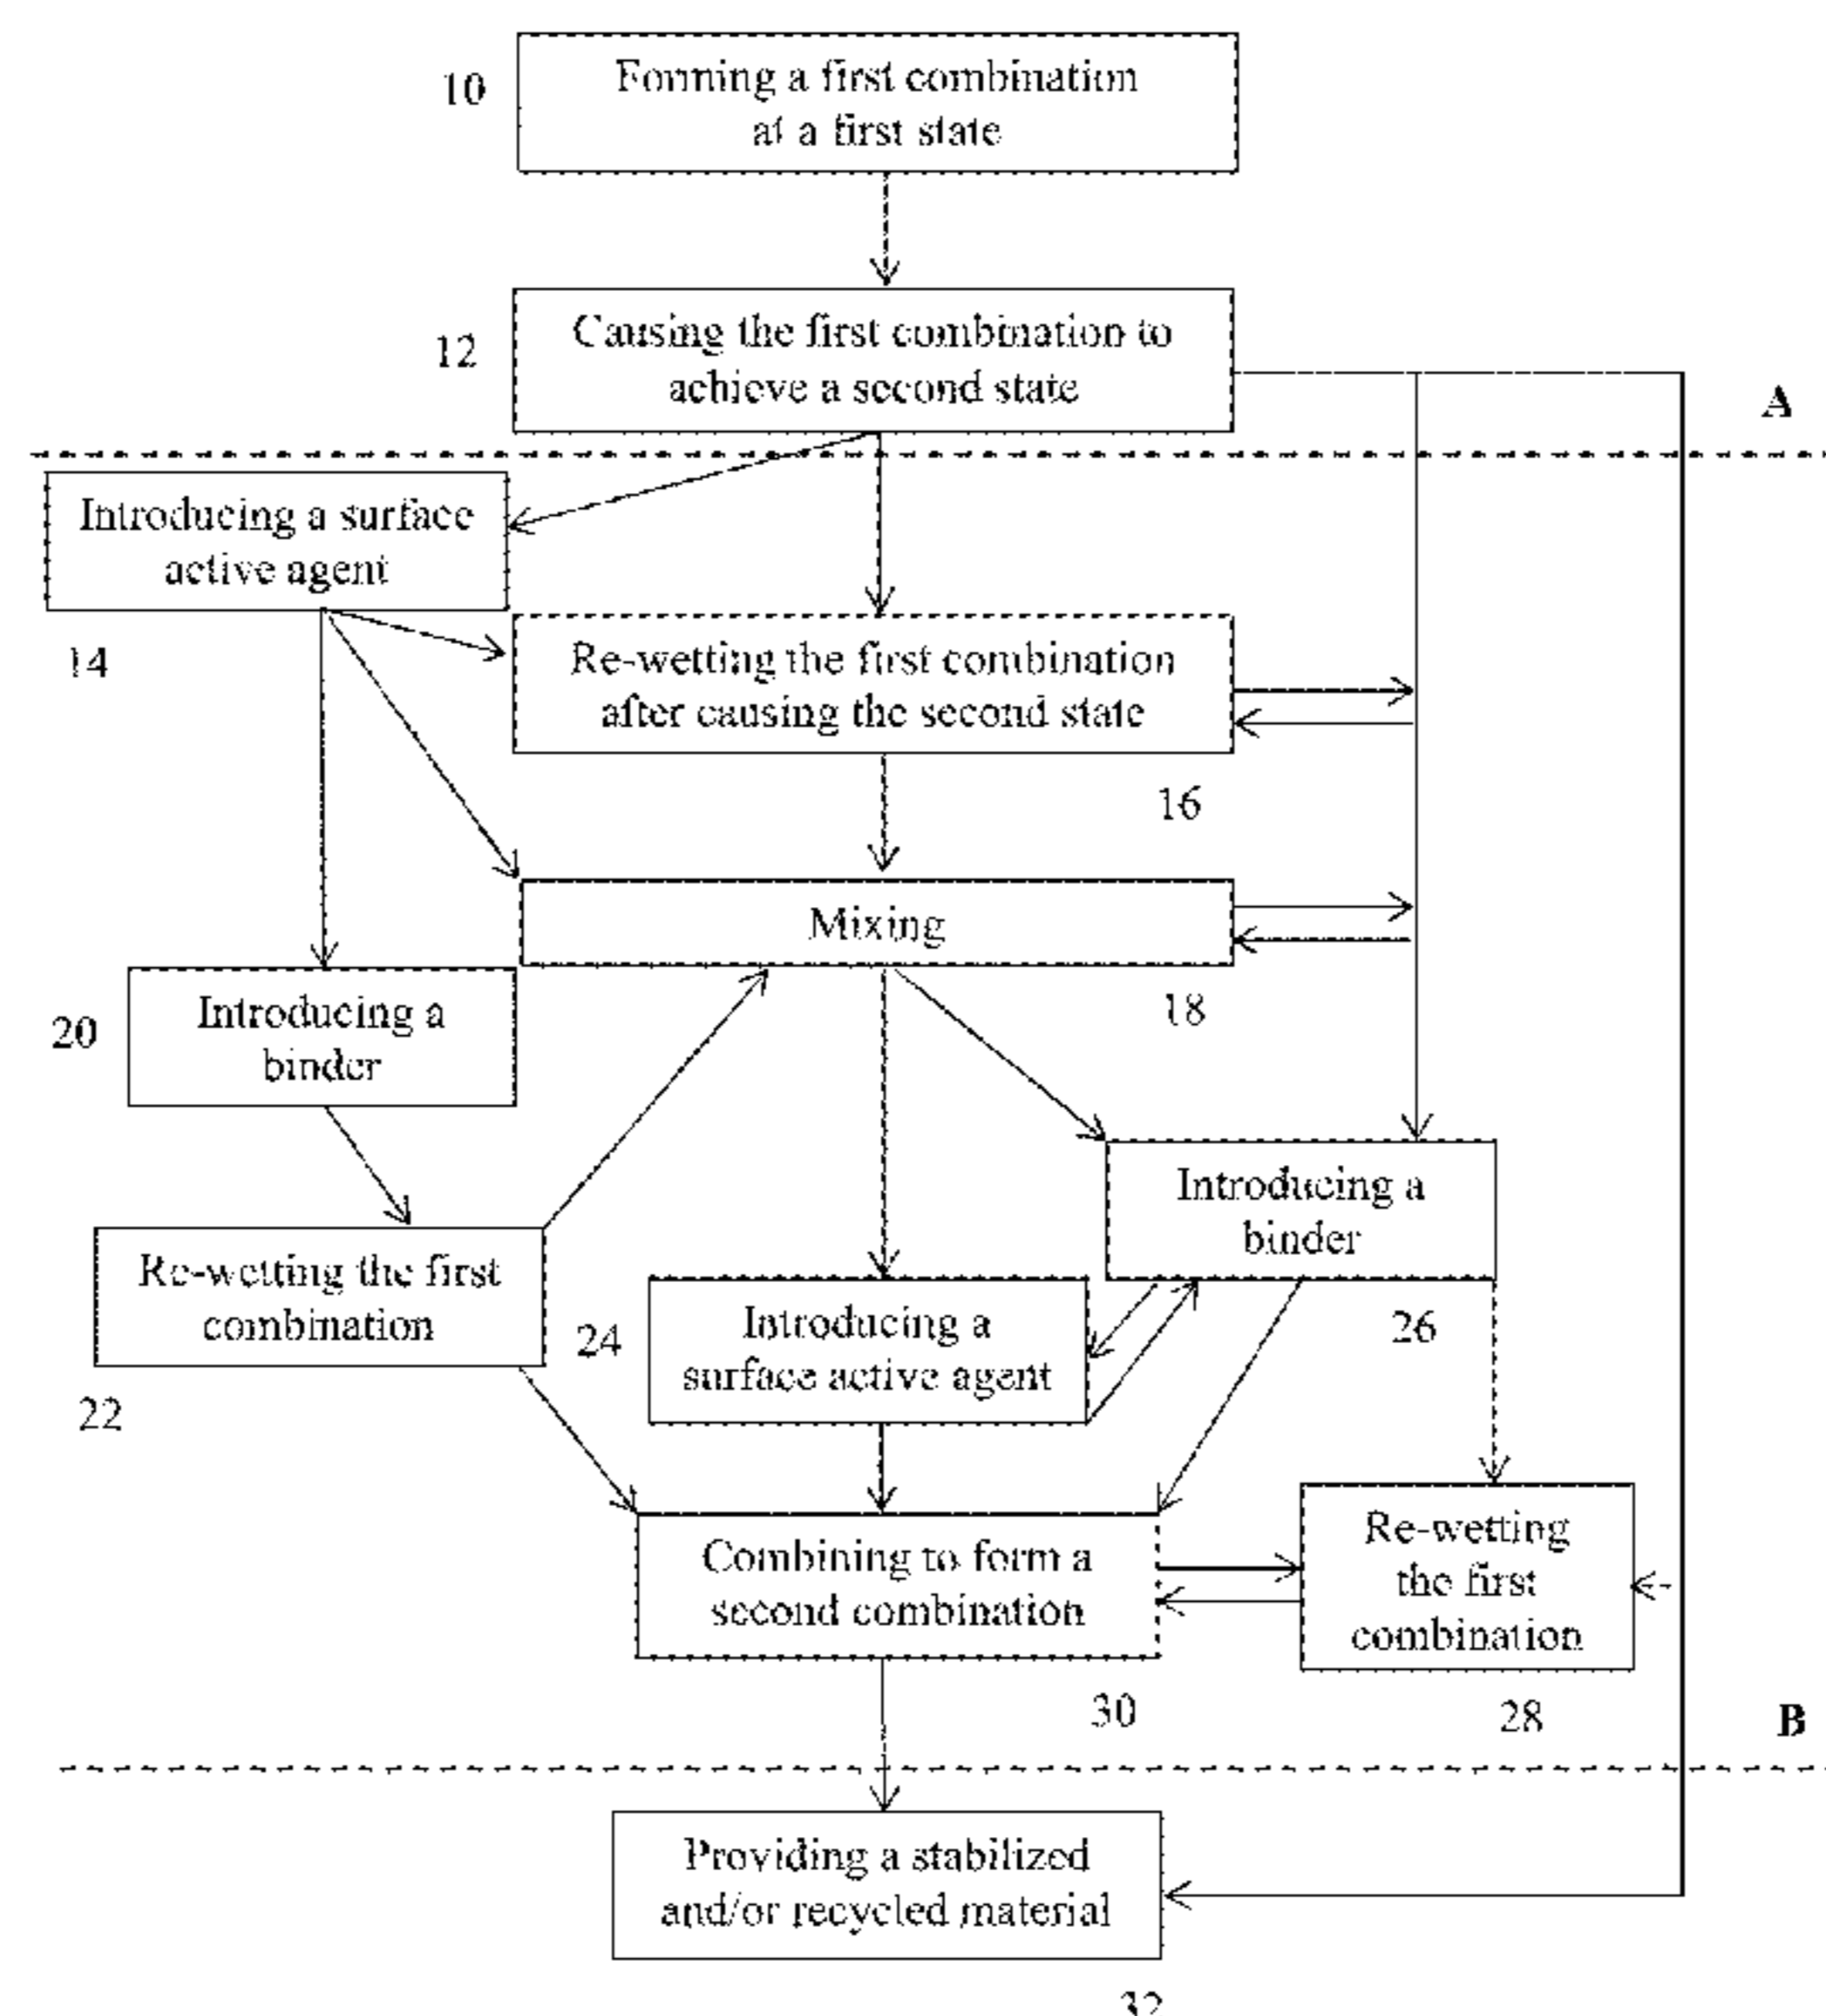 10
Forming a first combination
at a first state
12
Causing the first combination to
achieve a second state
A
Introducing a surface
active agent
14
Re-wetting the first combination
after causing the second state
16
Mixing
18
20
Introducing a
binder
Introducing a
binder
26
Re-wetting the first
combination
22
24
Introducing a
surface active agent
Combining to form a
second combination
30
Re-wetting
the first
combination
28
B
Providing a stabilized
and/or recycled material
32